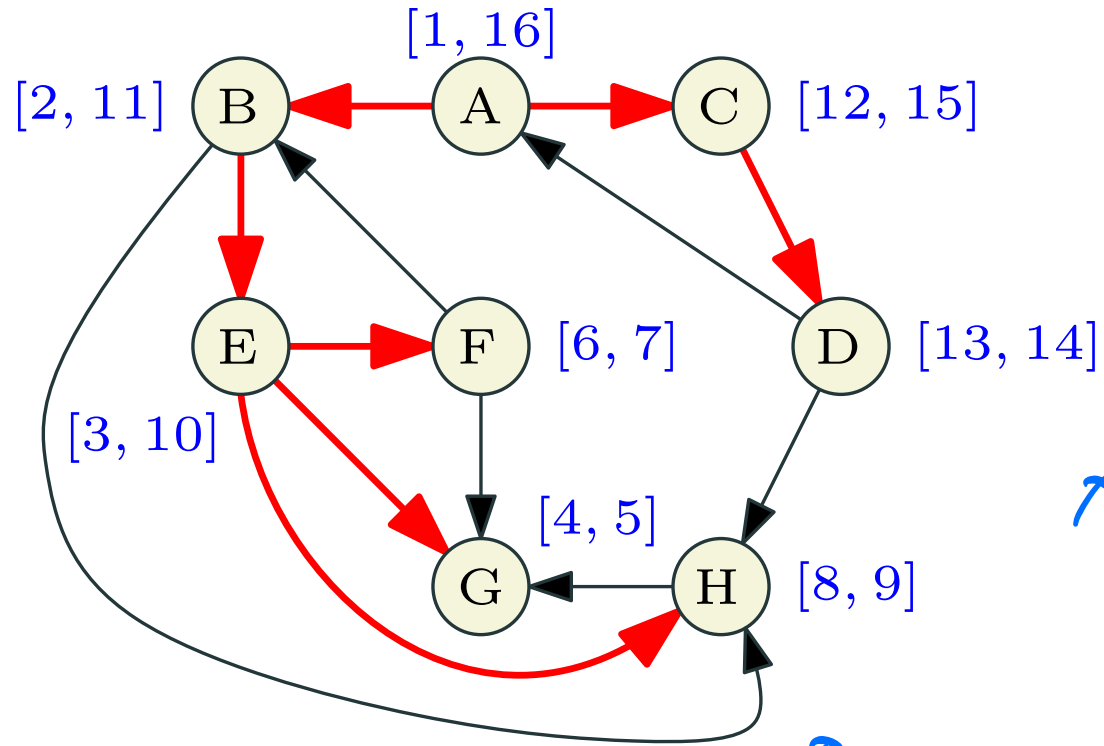 [1, 16]
[2, 11] B A C [12, 15]
E F [6, 7] D [13, 14]
[3, 10]
[4, 5]
G H [8, 9]